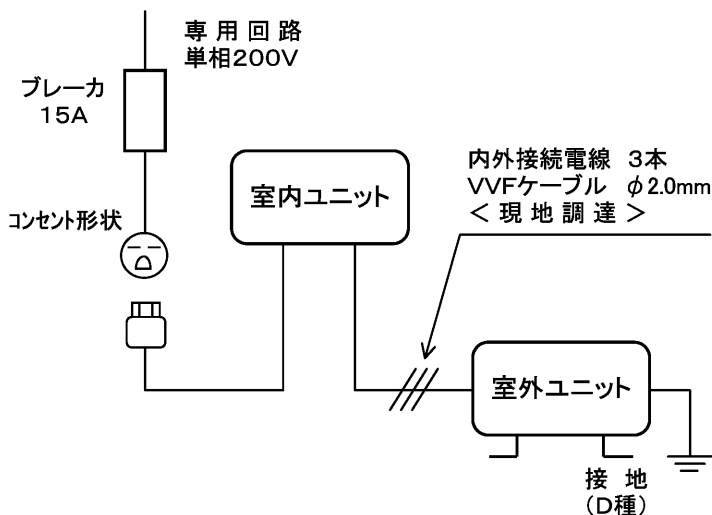 専用回路
単相200V
ブレーカ
15A
コンセント形状
室内ユニット
内外接続電線 3本
VVFケーブル φ2.0mm
<現地調達>
室外ユニット
接地
(D種)